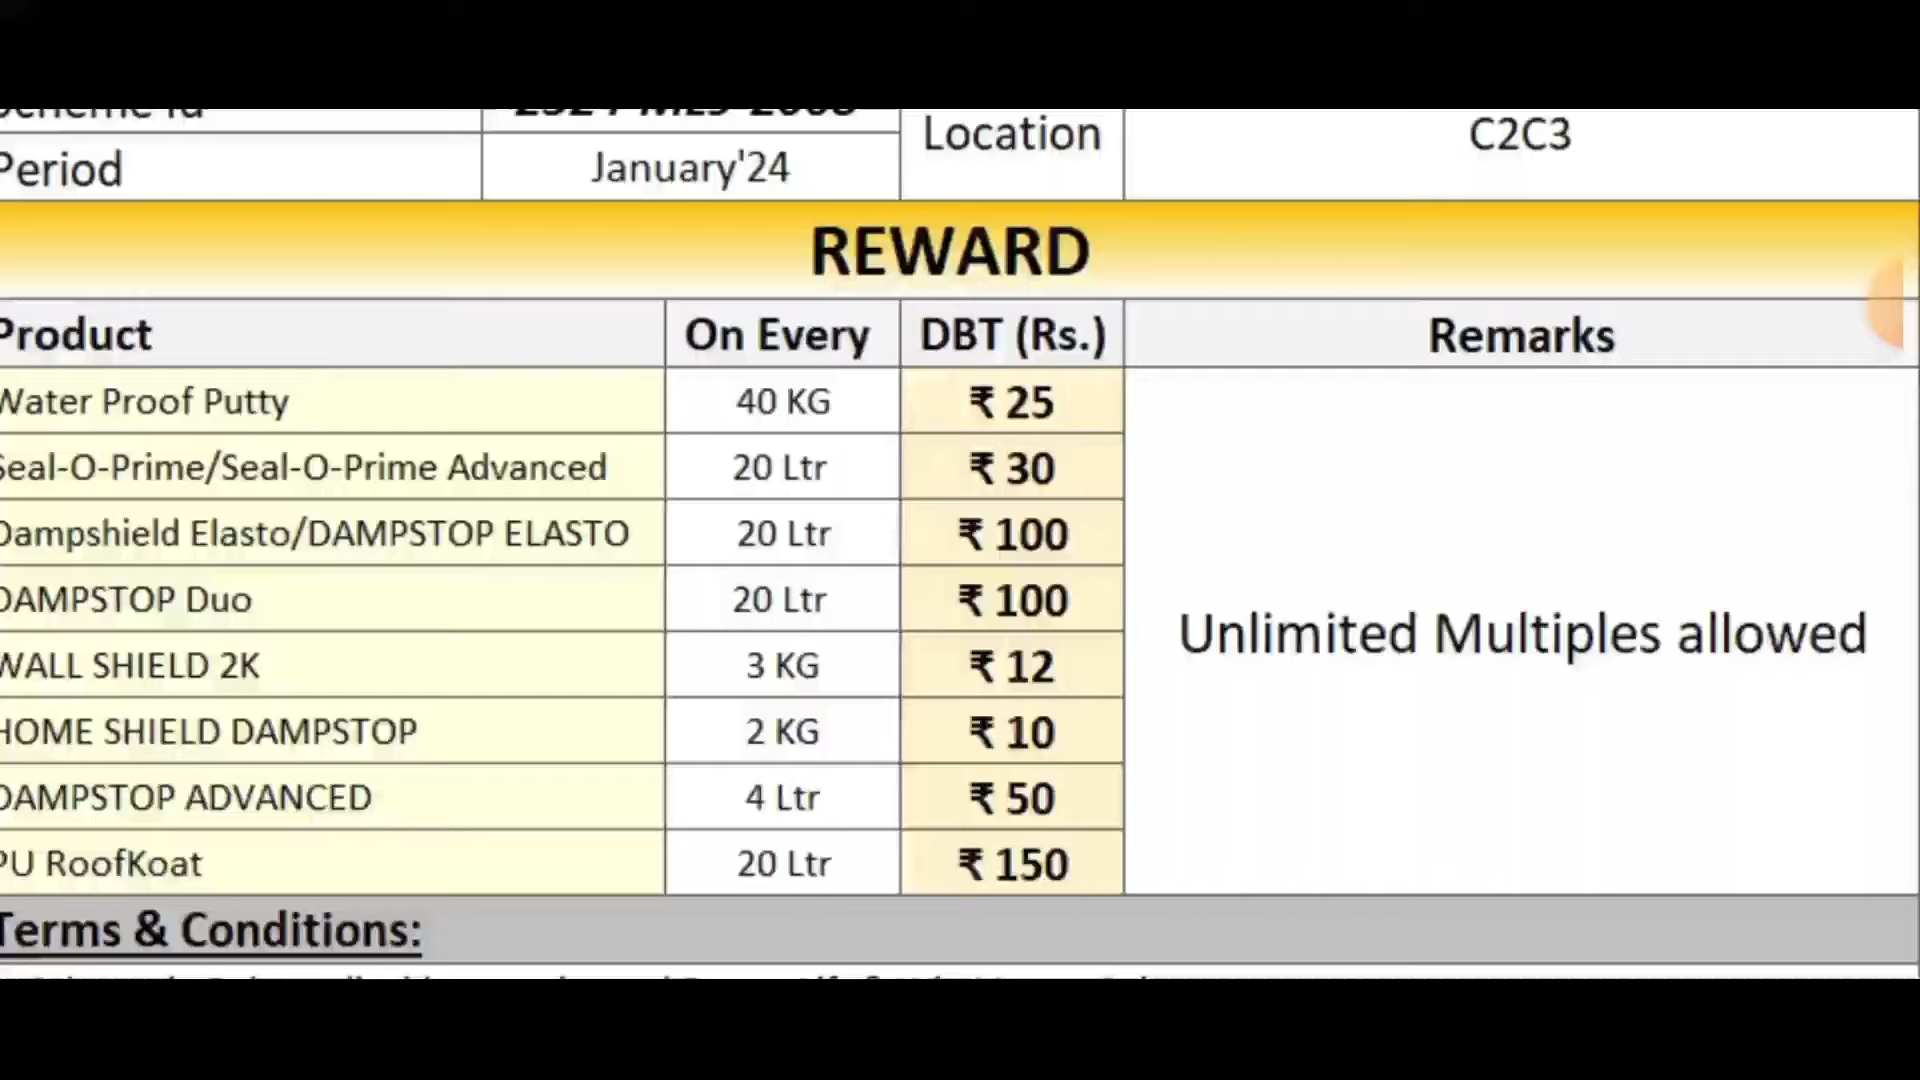 Location
C2C3
Period
January'24
REWARD
Product
On Every
DBT (Rs.)
Remarks
Water Proof Putty
40 KG
₹ 25
Seal-O-Prime/Seal-O-Prime Advanced
20 Ltr
₹ 30
Dampshield Elasto/DAMPSTOP ELASTO
20 Ltr
₹ 100
DAMPSTOP Duo
20 Ltr
₹ 100
Unlimited Multiples allowed
WALL SHIELD 2K
3 KG
₹ 12
HOME SHIELD DAMPSTOP
2 KG
₹ 10
DAMPSTOP ADVANCED
4 Ltr
₹ 50
PU RoofKoat
20 Ltr
₹ 150
Terms & Conditions: